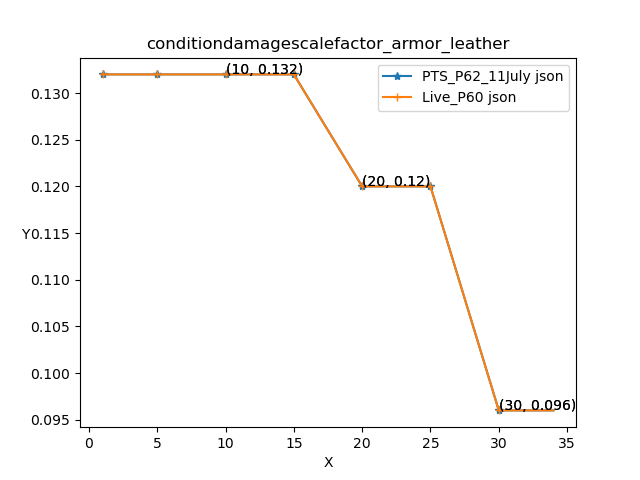 conditiondamagescalefactor_armor_leather
PTS_P62_11July json
Live_P60 json
(10, 0.132)
(20, 0.12)
(30, 0.096)
0.130
0.125
0.120
0.115
0.110
0.105
0.100
0.095
Y
0 5 10 15 20 25 30 35
X